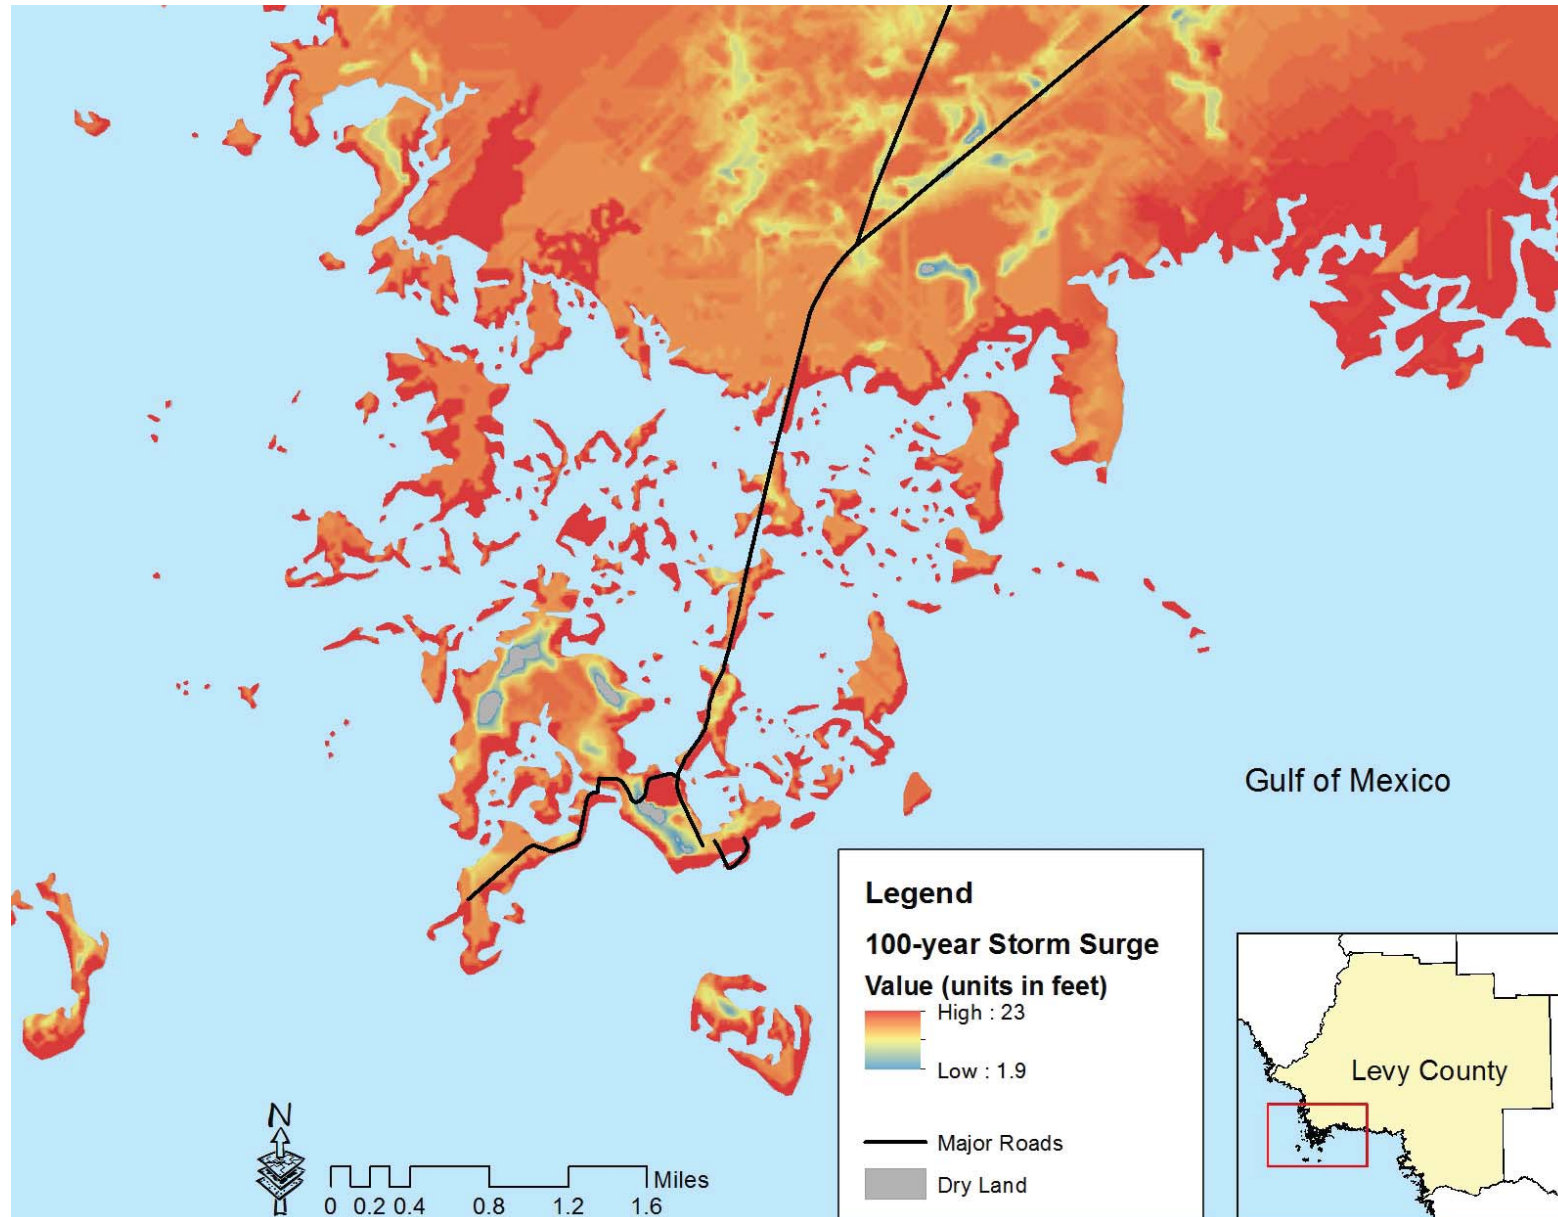 Gulf of Mexico
Legend
100-year Storm Surge
Value (units in feet)
High : 23
Low : 1.9
Major Roads
Dry Land
Levy County
N
Miles
0 0.2 0.4 0.8 1.2 1.6